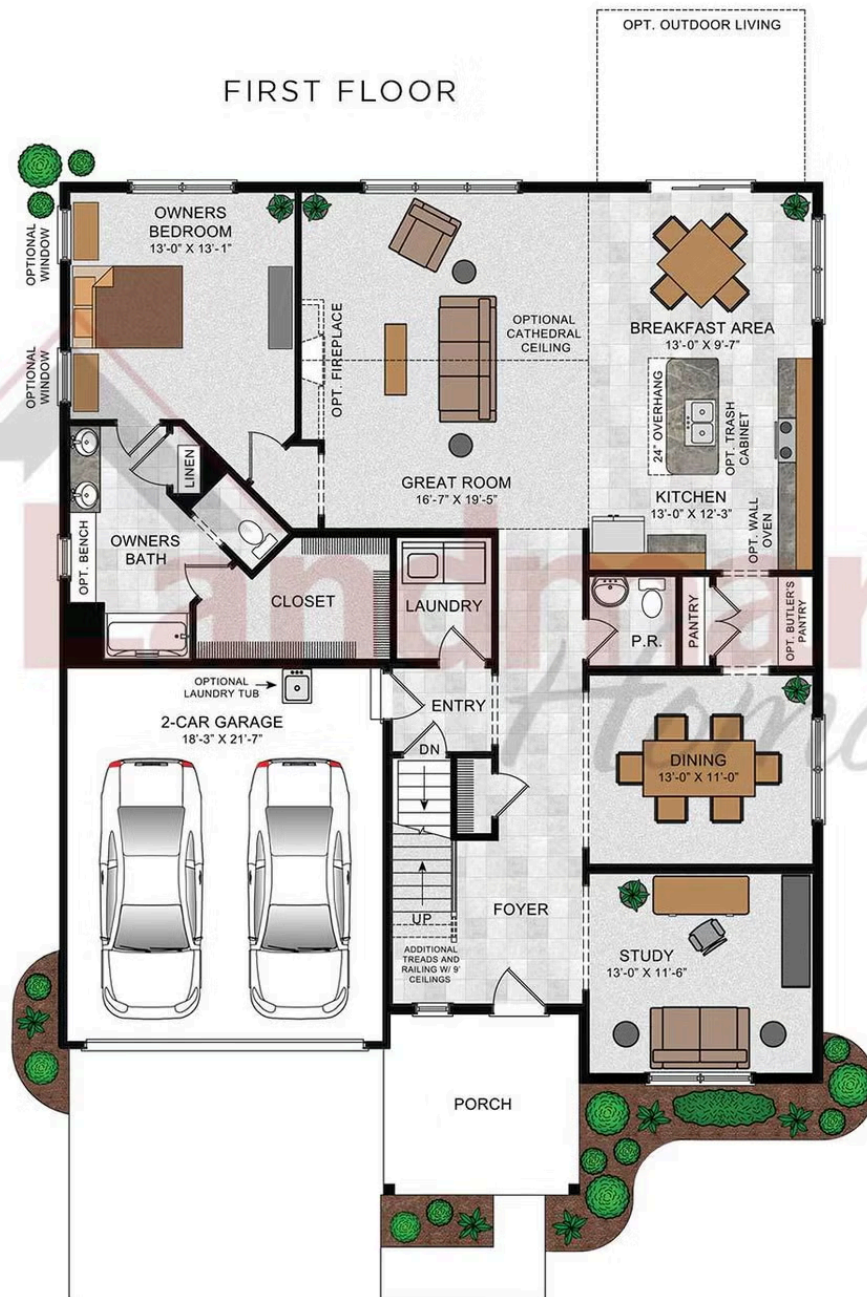 OPT. OUTDOOR LIVING
FIRST FLOOR
OWNERS
BEDROOM
13'-0" X 13'-1"
OPTIONAL
WINDOW
OPTIONAL
WINDOW
OPT. FIREPLACE
OPTIONAL
CATHEDRAL
CEILING
BREAKFAST AREA
13'-0" X 9'-7"
24" OVERHANG
OPT. TRASH
CABINET
GREAT ROOM
16'-7" X 19'-5"
KITCHEN
13'-0" X 12'-3"
OPT. WALL
OVEN
LINEN
OPT. BENCH
OWNERS
BATH
CLOSET
LAUNDRY
P.R.
PANTRY
OPT. BUTLER'S
PANTRY
Landmar
Homo
OPTIONAL
LAUNDRY TUB
2-CAR GARAGE
18'-3" X 21'-7"
ENTRY
DN
DINING
13'-0" X 11'-0"
UP
FOYER
ADDITIONAL
TREADS AND
RAILING W/ 9'
CEILINGS
STUDY
13'-0" X 11'-6"
PORCH